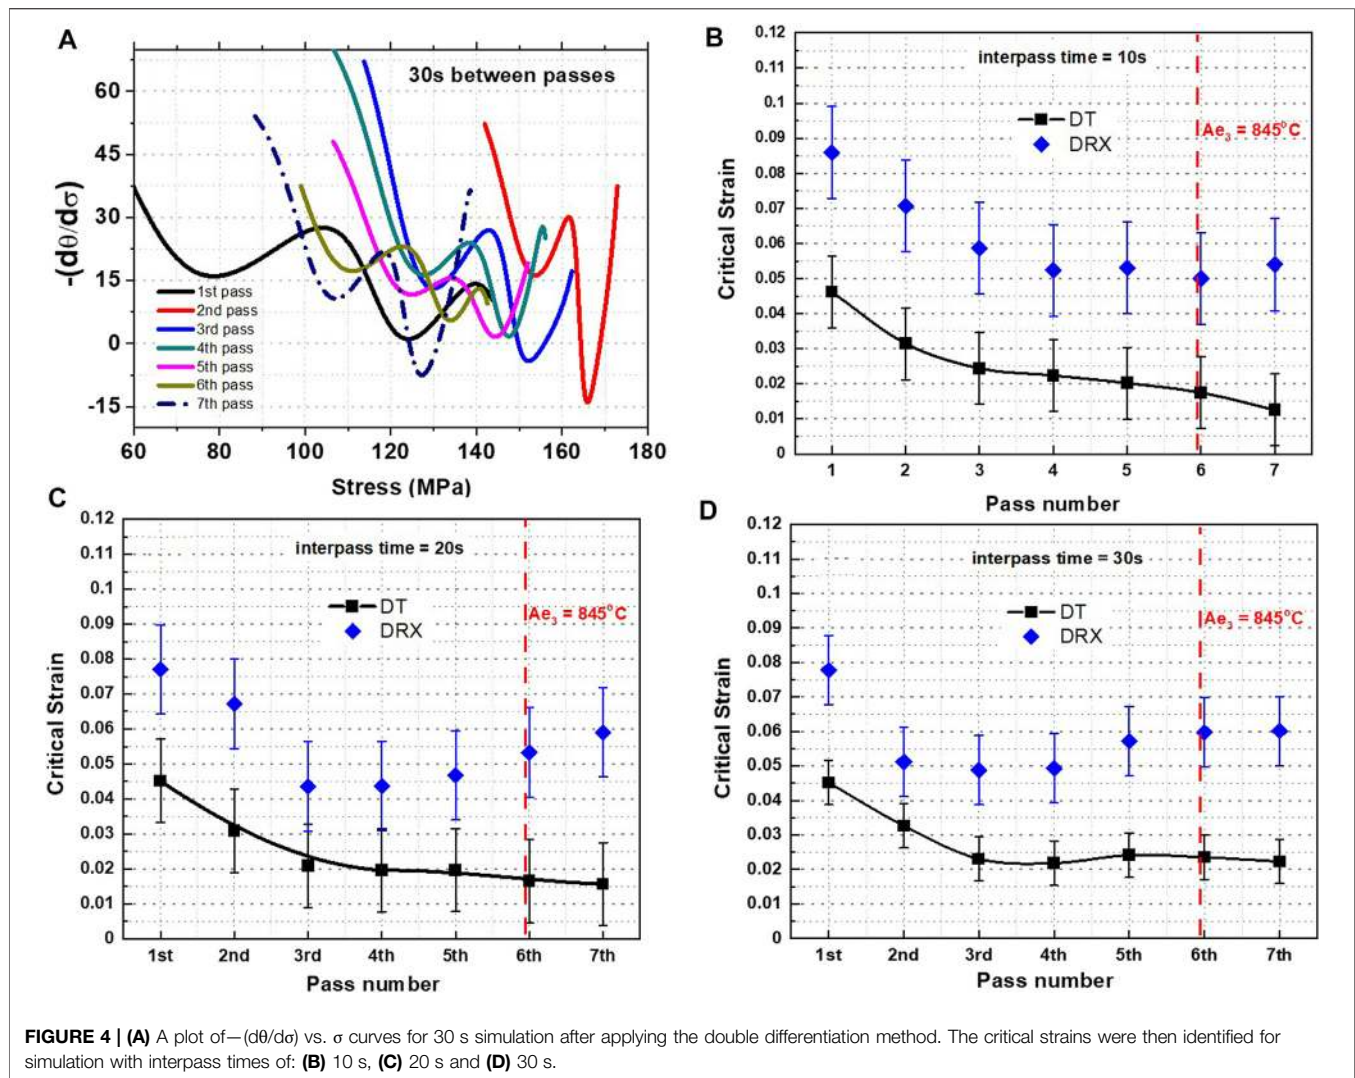 A
30s between passes
60
45
30
15
0
-15
-(dθ/dσ)
1st pass
2nd pass
3rd pass
4th pass
5th pass
6th pass
7th pass
60 80 100 120 140 160 180
Stress (MPa)
B
0.12
0.11
0.1
0.09
0.08
0.07
0.06
0.05
0.04
0.03
0.02
0.01
0
Critical Strain
interpass time = 10s
DT
DRX
Ae3 = 845°C
1 2 3 4 5 6 7
Pass number
C
0.12
0.11
0.1
0.09
0.08
0.07
0.06
0.05
0.04
0.03
0.02
0.01
0
Critical Strain
interpass time = 20s
DT
DRX
Ae3 = 845°C
1st 2nd 3rd 4th 5th 6th 7th
Pass number
D
0.12
0.11
0.1
0.09
0.08
0.07
0.06
0.05
0.04
0.03
0.02
0.01
0
Critical Strain
interpass time = 30s
DT
DRX
Ae3 = 845°C
1st 2nd 3rd 4th 5th 6th 7th
Pass number
FIGURE 4 | (A) A plot of—(dθ/dσ) vs. σ curves for 30 s simulation after applying the double differentiation method. The critical strains were then identified for
simulation with interpass times of: (B) 10 s, (C) 20 s and (D) 30 s.